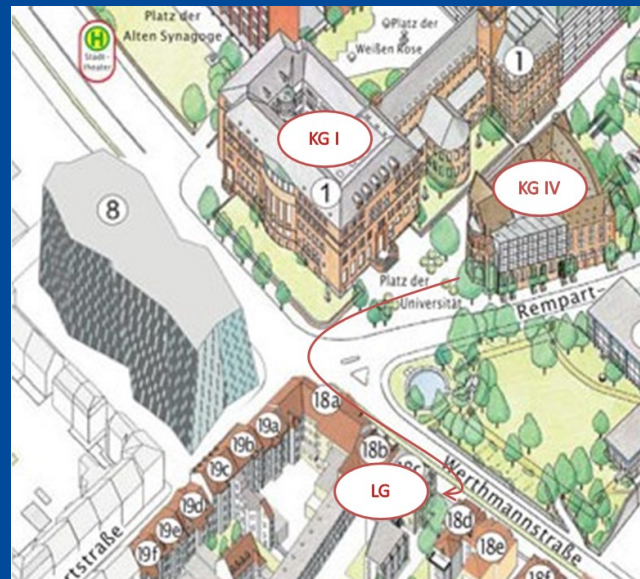 Platz der
Alten Synagoge
H
Stadt-
theater
Platz der
Weißen Rose
1
KG I
1
KG IV
8
Platz der
Universität
Rempart-
18a
19a
19b
19c
19d
19e
19f
18b
LG
18d
18e
Werthmannstraße
rtstraße